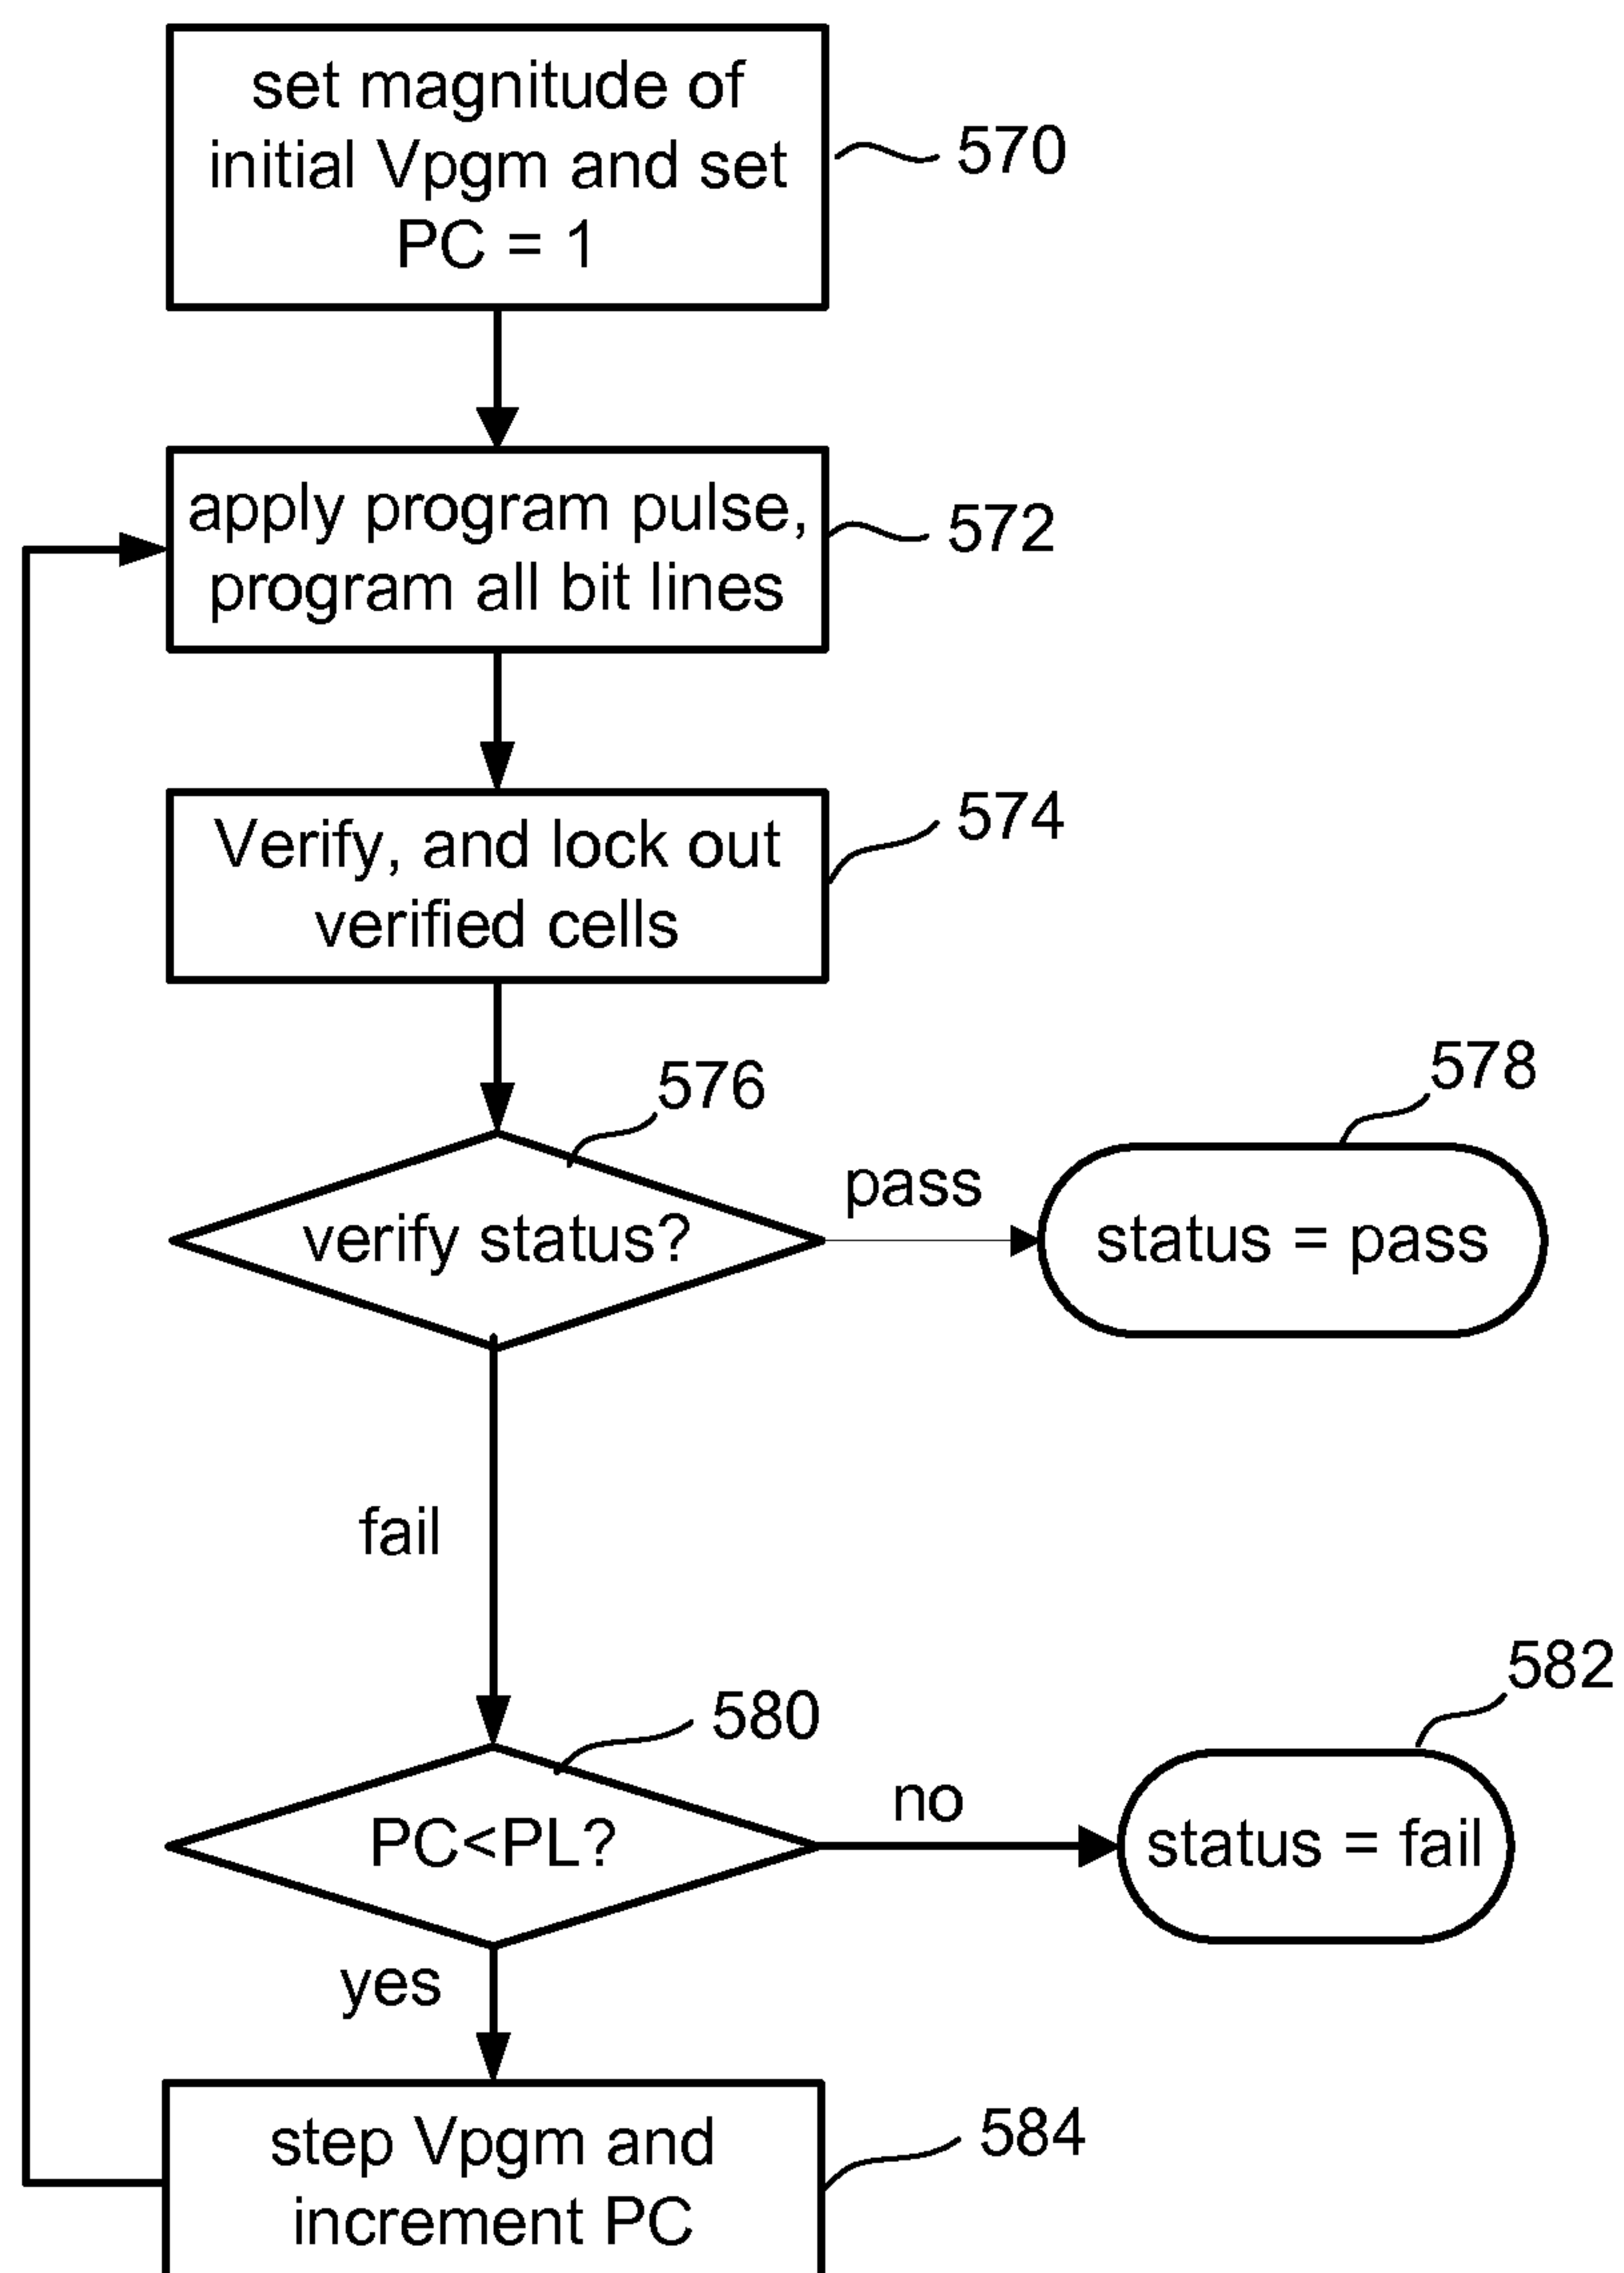 set magnitude of
initial Vpgm and set
PC = 1
570
apply program pulse,
program all bit lines
572
Verify, and lock out
verified cells
574
576
verify status?
pass
578
status = pass
fail
580
PC<PL?
no
582
status = fail
yes
step Vpgm and
increment PC
584